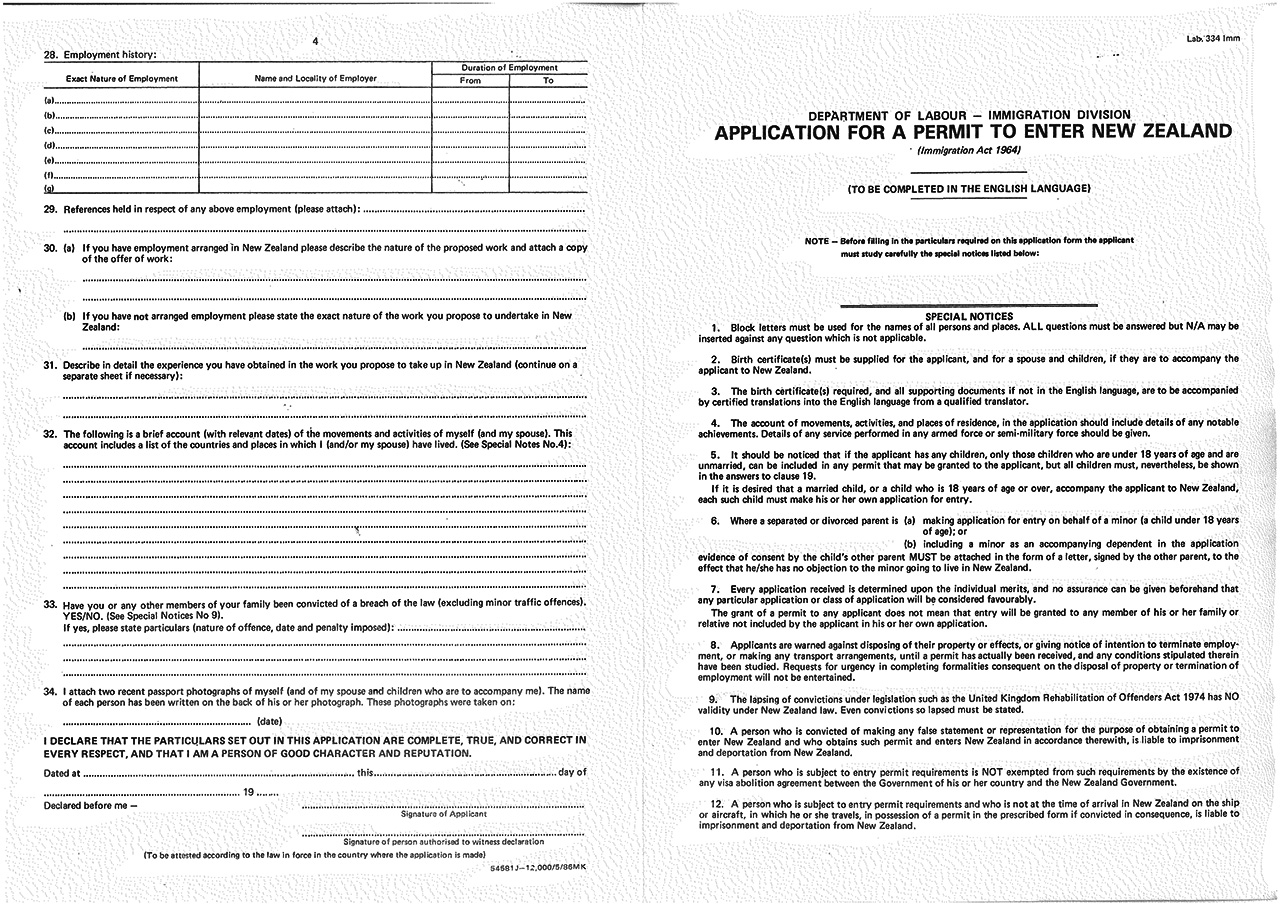 4
28. Employment history:
Exact Nature of Employment
Name and Locality of Employer
Duration of Employment
From
To
(a)
(b)
(c)
(d)
(e)
(f)
(g)
29. References held in respect of any above employment (please attach):
30. (a) If you have employment arranged in New Zealand please describe the nature of the proposed work and attach a copy
of the offer of work:
(b) If you have not arranged employment please state the exact nature of the work you propose to undertake in New
Zealand:
31. Describe in detail the experience you have obtained in the work you propose to take up in New Zealand (continue on a
separate sheet if necessary):
32. The following is a brief account (with relevant dates) of the movements and activities of myself (and my spouse). This
account includes a list of the countries and places in which I (and/or my spouse) have lived. (See Special Notes No.4):
33. Have you or any other members of your family been convicted of a breach of the law (excluding minor traffic offences).
YES/NO. (See Special Notices No 9).
If yes, please state particulars (nature of offence, date and penalty imposed):
34. I attach two recent passport photographs of myself (and of my spouse and children who are to accompany me). The name
of each person has been written on the back of his or her photograph. These photographs were taken on:
(date)
I DECLARE THAT THE PARTICULARS SET OUT IN THIS APPLICATION ARE COMPLETE, TRUE, AND CORRECT IN
EVERY RESPECT, AND THAT I AM A PERSON OF GOOD CHARACTER AND REPUTATION.
Dated at this day of
19
Declared before me —
Signature of Applicant
Signature of person authorised to witness declaration
(To be attested according to the law in force in the country where the application is made)
54681J—12,000/5/86MK
Lab. 334 Imm
DEPARTMENT OF LABOUR — IMMIGRATION DIVISION
APPLICATION FOR A PERMIT TO ENTER NEW ZEALAND
(Immigration Act 1964)
(TO BE COMPLETED IN THE ENGLISH LANGUAGE)
NOTE — Before filling in the particulars required on this application form the applicant
must study carefully the special notices listed below:
SPECIAL NOTICES
1. Block letters must be used for the names of all persons and places. ALL questions must be answered but N/A may be
inserted against any question which is not applicable.
2. Birth certificate(s) must be supplied for the applicant, and for a spouse and children, if they are to accompany the
applicant to New Zealand.
3. The birth certificate(s) required, and all supporting documents if not in the English language, are to be accompanied
by certified translations into the English language from a qualified translator.
4. The account of movements, activities, and places of residence, in the application should include details of any notable
achievements. Details of any service performed in any armed force or semi-military force should be given.
5. It should be noticed that if the applicant has any children, only those children who are under 18 years of age and are
unmarried, can be included in any permit that may be granted to the applicant, but all children must, nevertheless, be shown
in the answers to clause 19.
If it is desired that a married child, or a child who is 18 years of age or over, accompany the applicant to New Zealand,
each such child must make his or her own application for entry.
6. Where a separated or divorced parent is (a) making application for entry on behalf of a minor (a child under 18 years
of age); or
(b) including a minor as an accompanying dependent in the application
evidence of consent by the child's other parent MUST be attached in the form of a letter, signed by the other parent, to the
effect that he/she has no objection to the minor going to live in New Zealand.
7. Every application received is determined upon the individual merits, and no assurance can be given beforehand that
any particular application or class of application will be considered favourably.
The grant of a permit to any applicant does not mean that entry will be granted to any member of his or her family or
relative not included by the applicant in his or her own application.
8. Applicants are warned against disposing of their property or effects, or giving notice of intention to terminate employ-
ment, or making any transport arrangements, until a permit has actually been received, and any conditions stipulated therein
have been studied. Requests for urgency in completing formalities consequent on the disposal of property or termination of
employment will not be entertained.
9. The lapsing of convictions under legislation such as the United Kingdom Rehabilitation of Offenders Act 1974 has NO
validity under New Zealand law. Even convictions so lapsed must be stated.
10. A person who is convicted of making any false statement or representation for the purpose of obtaining a permit to
enter New Zealand and who obtains such permit and enters New Zealand in accordance therewith, is liable to imprisonment
and deportation from New Zealand.
11. A person who is subject to entry permit requirements is NOT exempted from such requirements by the existence of
any visa abolition agreement between the Government of his or her country and the New Zealand Government.
12. A person who is subject to entry permit requirements and who is not at the time of arrival in New Zealand on the ship
or aircraft, in which he or she travels, in possession of a permit in the prescribed form if convicted in consequence, is liable to
imprisonment and deportation from New Zealand.